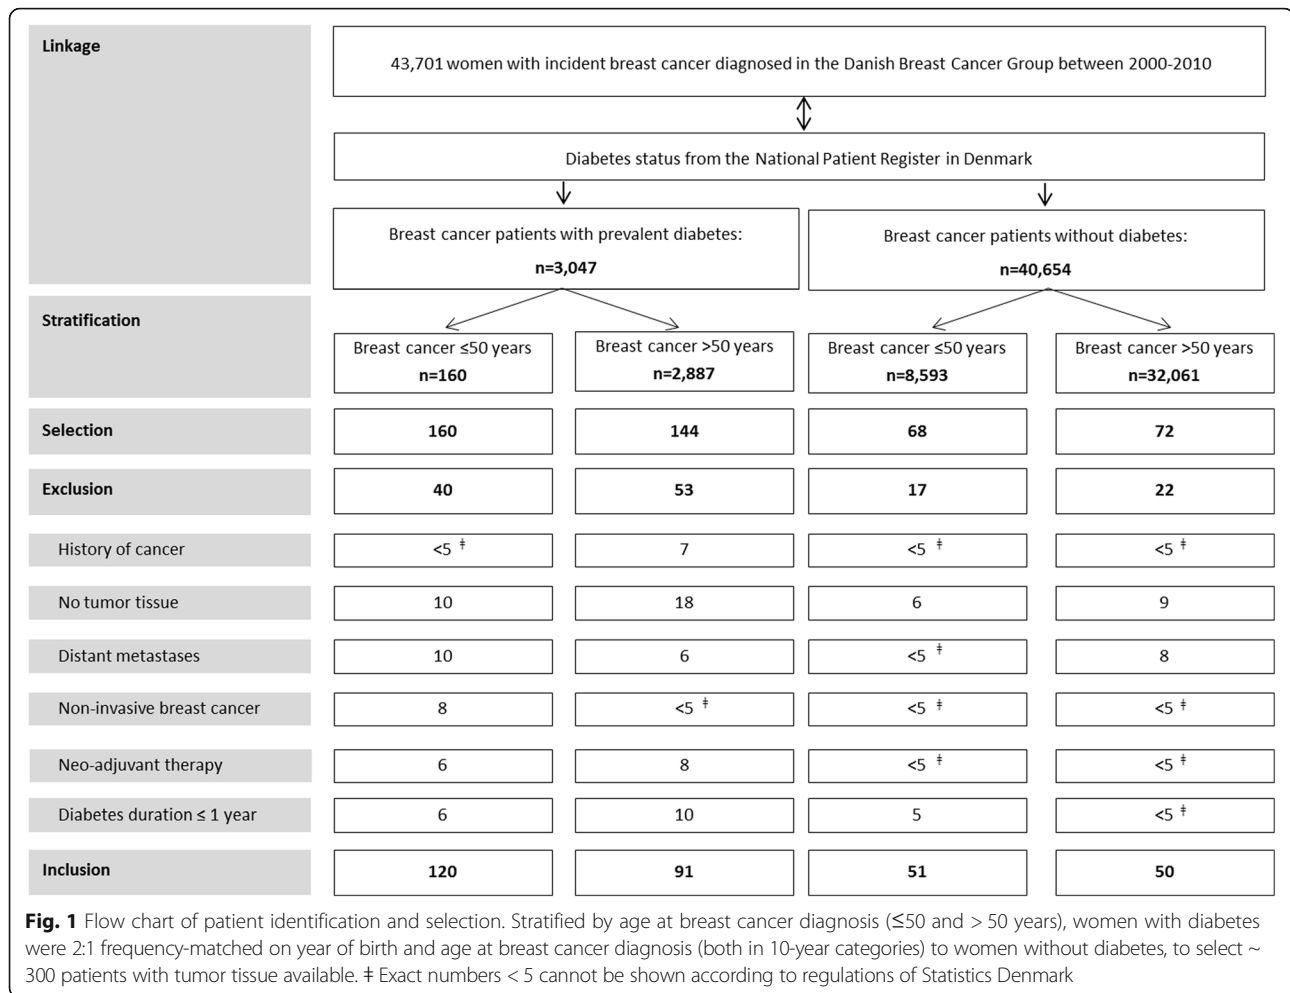 Linkage
43,701 women with incident breast cancer diagnosed in the Danish Breast Cancer Group between 2000-2010
Diabetes status from the National Patient Register in Denmark
Breast cancer patients with prevalent diabetes:
n=3,047
Breast cancer patients without diabetes:
n=40,654
Stratification
Breast cancer ≤50 years
n=160
Breast cancer >50 years
n=2,887
Breast cancer ≤50 years
n=8,593
Breast cancer >50 years
n=32,061
Selection 160 144 68 72
Exclusion 40 53 17 22
History of cancer <5 ‡ 7 <5 ‡ <5 ‡
No tumor tissue 10 18 6 9
Distant metastases 10 6 <5 ‡ 8
Non-invasive breast cancer 8 <5 ‡ <5 ‡ <5 ‡
Neo-adjuvant therapy 6 8 <5 ‡ <5 ‡
Diabetes duration ≤ 1 year 6 10 5 <5 ‡
Inclusion 120 91 51 50
Fig. 1 Flow chart of patient identification and selection. Stratified by age at breast cancer diagnosis (≤50 and > 50 years), women with diabetes
were 2:1 frequency-matched on year of birth and age at breast cancer diagnosis (both in 10-year categories) to women without diabetes, to select ~
300 patients with tumor tissue available. ‡ Exact numbers < 5 cannot be shown according to regulations of Statistics Denmark